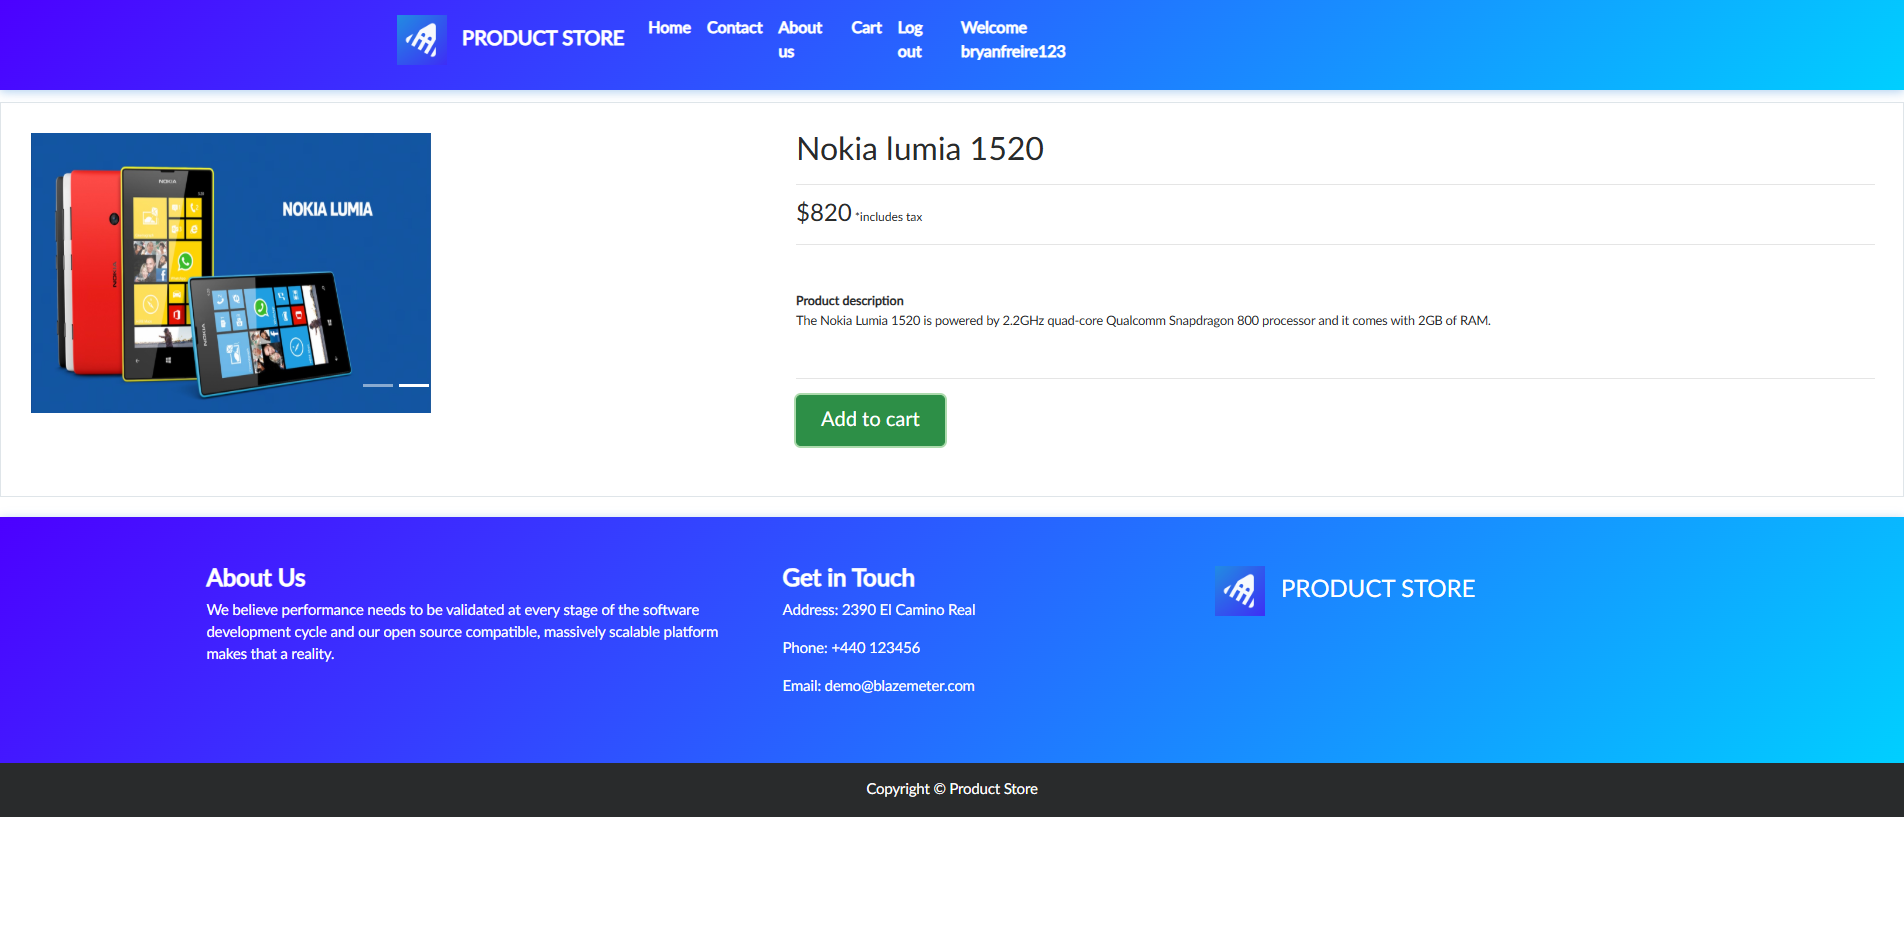 PRODUCT STORE
Home
Contact
About
us
Cart
Log
out
Welcome
bryanfreire123
NOKIA LUMIA
NOKIA
NOKIA
NOKIA
Nokia lumia 1520
$820 *includes tax
Product description
The Nokia Lumia 1520 is powered by 2.2GHz quad-core Qualcomm Snapdragon 800 processor and it comes with 2GB of RAM.
Add to cart
About Us
We believe performance needs to be validated at every stage of the software
development cycle and our open source compatible, massively scalable platform
makes that a reality.
Get in Touch
Address: 2390 El Camino Real
Phone: +440 123456
Email: demo@blazemeter.com
PRODUCT STORE
Copyright © Product Store